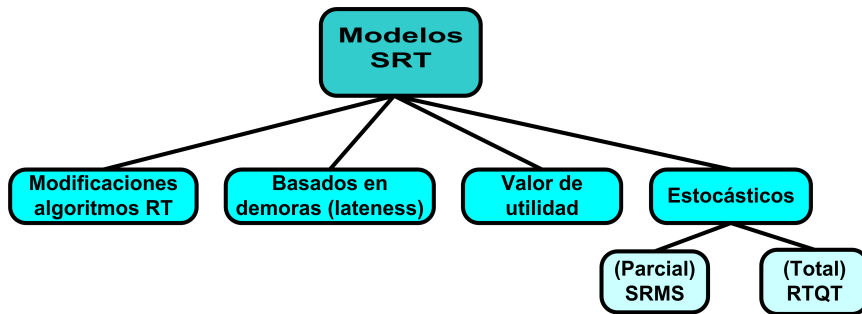 Modelos
SRT
Modificaciones
algoritmos RT
Basados en
demoras (lateness)
Valor de
utilidad
Estocásticos
(Parcial)
SRMS
(Total)
RTQT